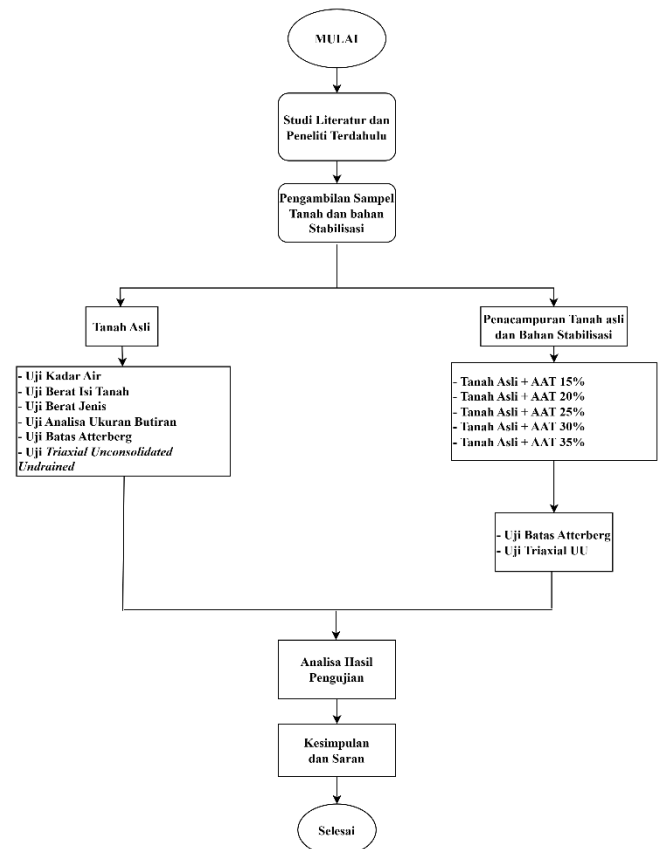 MULAI
Studi Literatur dan
Peneliti Terdahulu
Pengambilan Sampel
Tanah dan bahan
Stabilisasi
Tanah Asli
- Uji Kadar Air
- Uji Berat Isi Tanah
- Uji Berat Jenis
- Uji Analisa Ukuran Butiran
- Uji Batas Atterberg
- Uji Triaxial Unconsolidated
Undrained
Penacampuran Tanah asli
dan Bahan Stabilisasi
- Tanah Asli + AAT 15%
- Tanah Asli + AAT 20%
- Tanah Asli + AAT 25%
- Tanah Asli + AAT 30%
- Tanah Asli + AAT 35%
- Uji Batas Atterberg
- Uji Triaxial UU
Analisa Hasil
Pengujian
Kesimpulan
dan Saran
Selesai